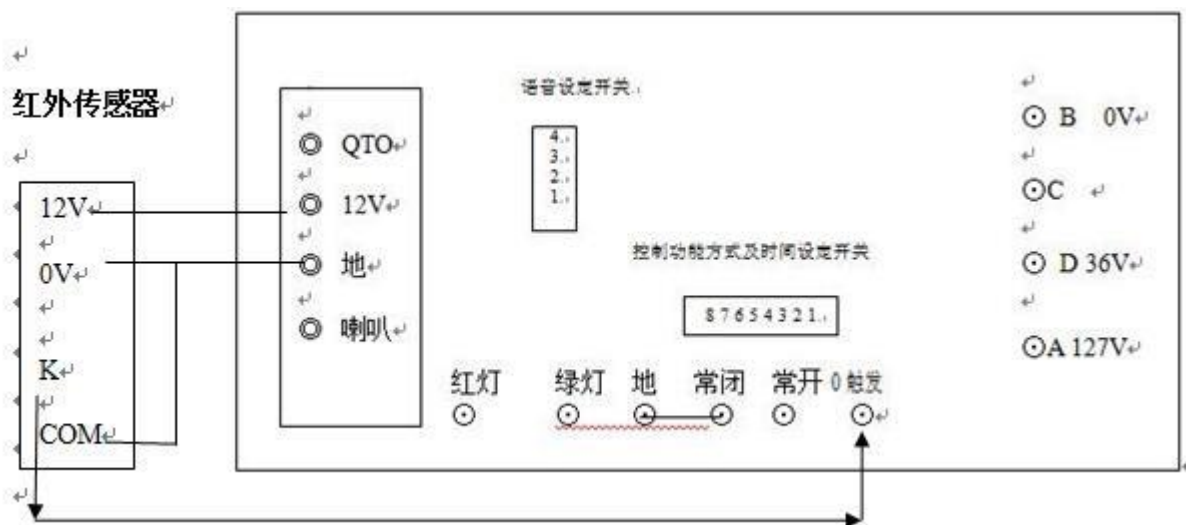 红外传感器
12V
0V
K
COM
QTO
12V
地
喇叭
语音设定开关
4
3
2
1
控制功能方式及时间设定开关
8 7 6 5 4 3 2 1
红灯 绿灯 地 常闭 常开 0 触发
B 0V
C
D 36V
A 127V